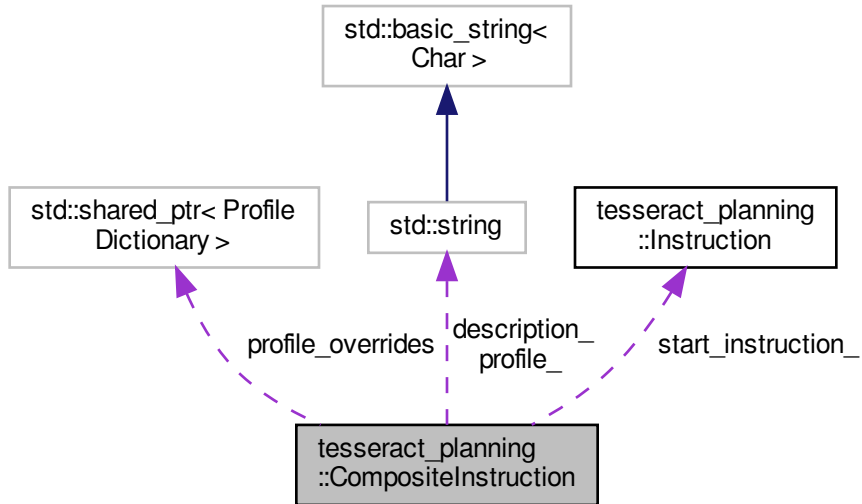 std::basic_string<
Char >
std::shared_ptr< Profile
Dictionary >
std::string
tesseract_planning
::Instruction
profile_overrides
description_
profile_
start_instruction_
tesseract_planning
::CompositeInstruction